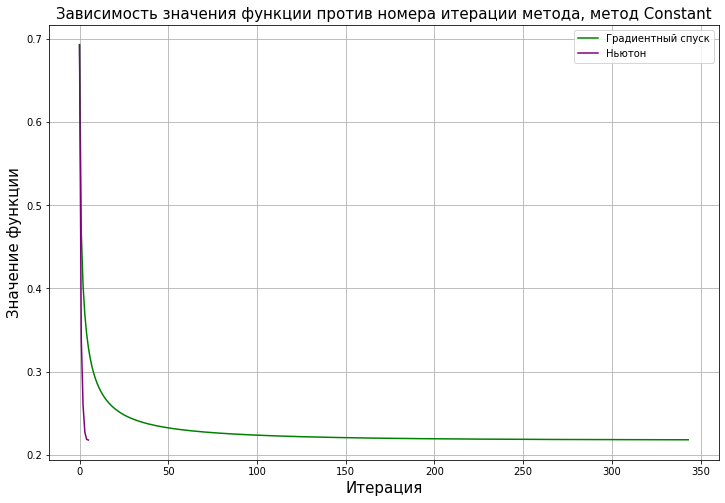 Зависимость значения функции против номера итерации метода, метод Constant
Градиентный спуск
Ньютон
Значение функции
0.7
0.6
0.5
0.4
0.3
0.2
0
50
100
150
200
250
300
350
Итерация